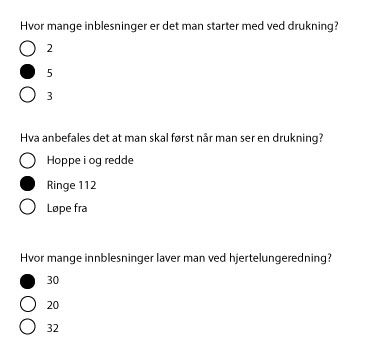 Hvor mange inblesninger er det man starter med ved drukning?
2
5
3
Hva anbefales det at man skal først når man ser en drukning?
Hoppe i og redde
Ringe 112
Løpe fra
Hvor mange innblesninger laver man ved hjertelungeredning?
30
20
32